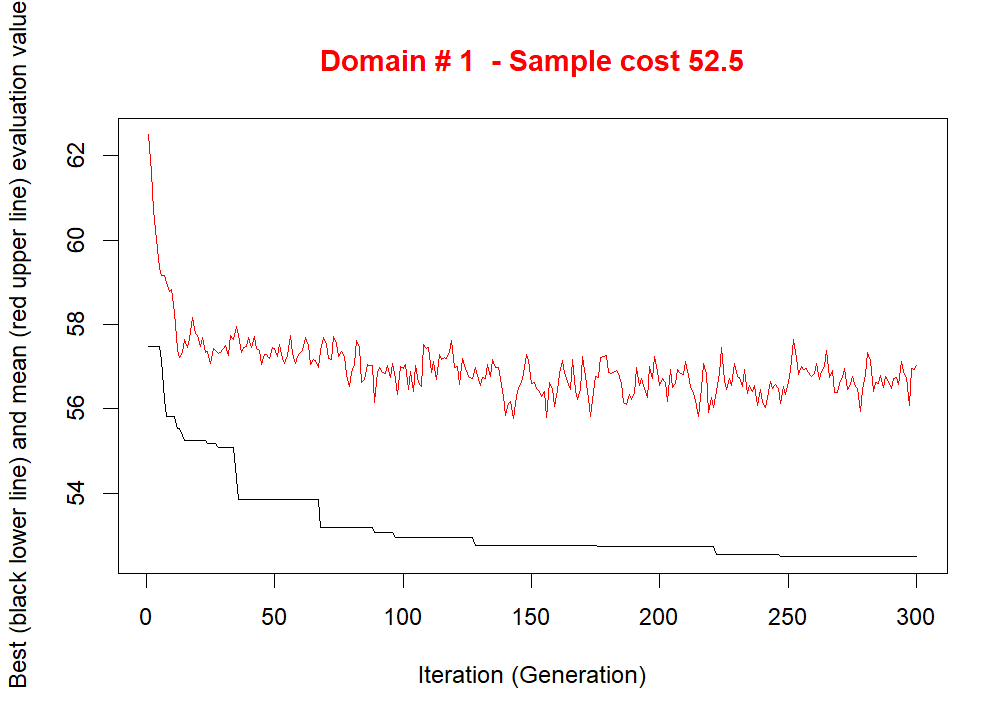 Domain # 1  - Sample cost 52.5
Best (black lower line) and mean (red upper line) evaluation value
62
60
58
56
54
0 50 100 150 200 250 300
Iteration (Generation)